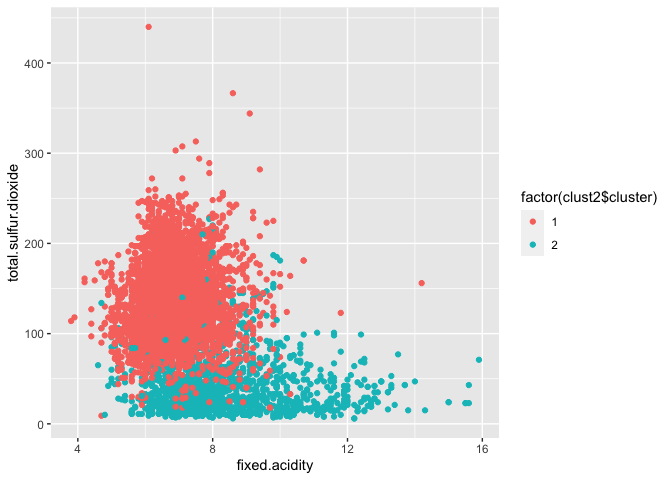 400
300
200
100
0
total.sulfur.dioxide
4 8 12 16
fixed.acidity
factor(clust2$cluster)
1
2